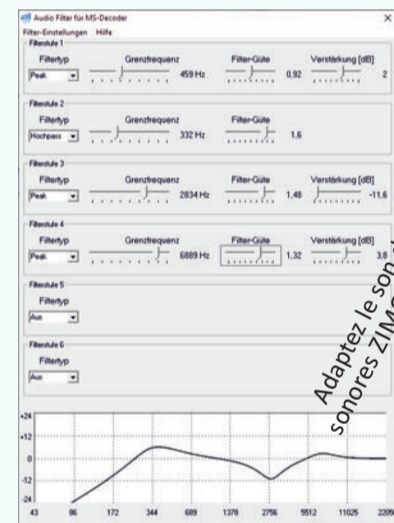 Audio Filter für MS-Decoder
Filter-Einstellungen Hilfe
Filterstufe 1
Filtertyp Grenzfrequenz Filter-Güte Verstärkung [dB]
Peak 459 Hz 0,92 2
Filterstufe 2
Filtertyp Grenzfrequenz Filter-Güte
Hochpass 332 Hz 1,6
Filterstufe 3
Filtertyp Grenzfrequenz Filter-Güte Verstärkung [dB]
Peak 2834 Hz 1,48 -11,6
Filterstufe 4
Filtertyp Grenzfrequenz Filter-Güte Verstärkung [dB]
Peak 6889 Hz 1,32 3,8
Filterstufe 5
Filtertyp
Aus
Filterstufe 6
Filtertyp
Aus
+24
+12
0
-12
-24
43 86 172 344 689 1378 2756 5512 11025
Adaptez le son
sonores